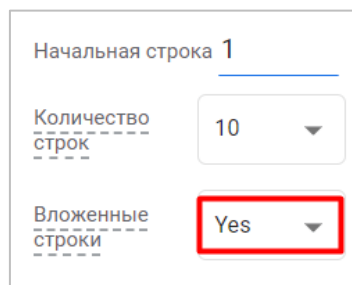 Начальная строка 1
Количество
строк
10
Вложенные
строки
Yes